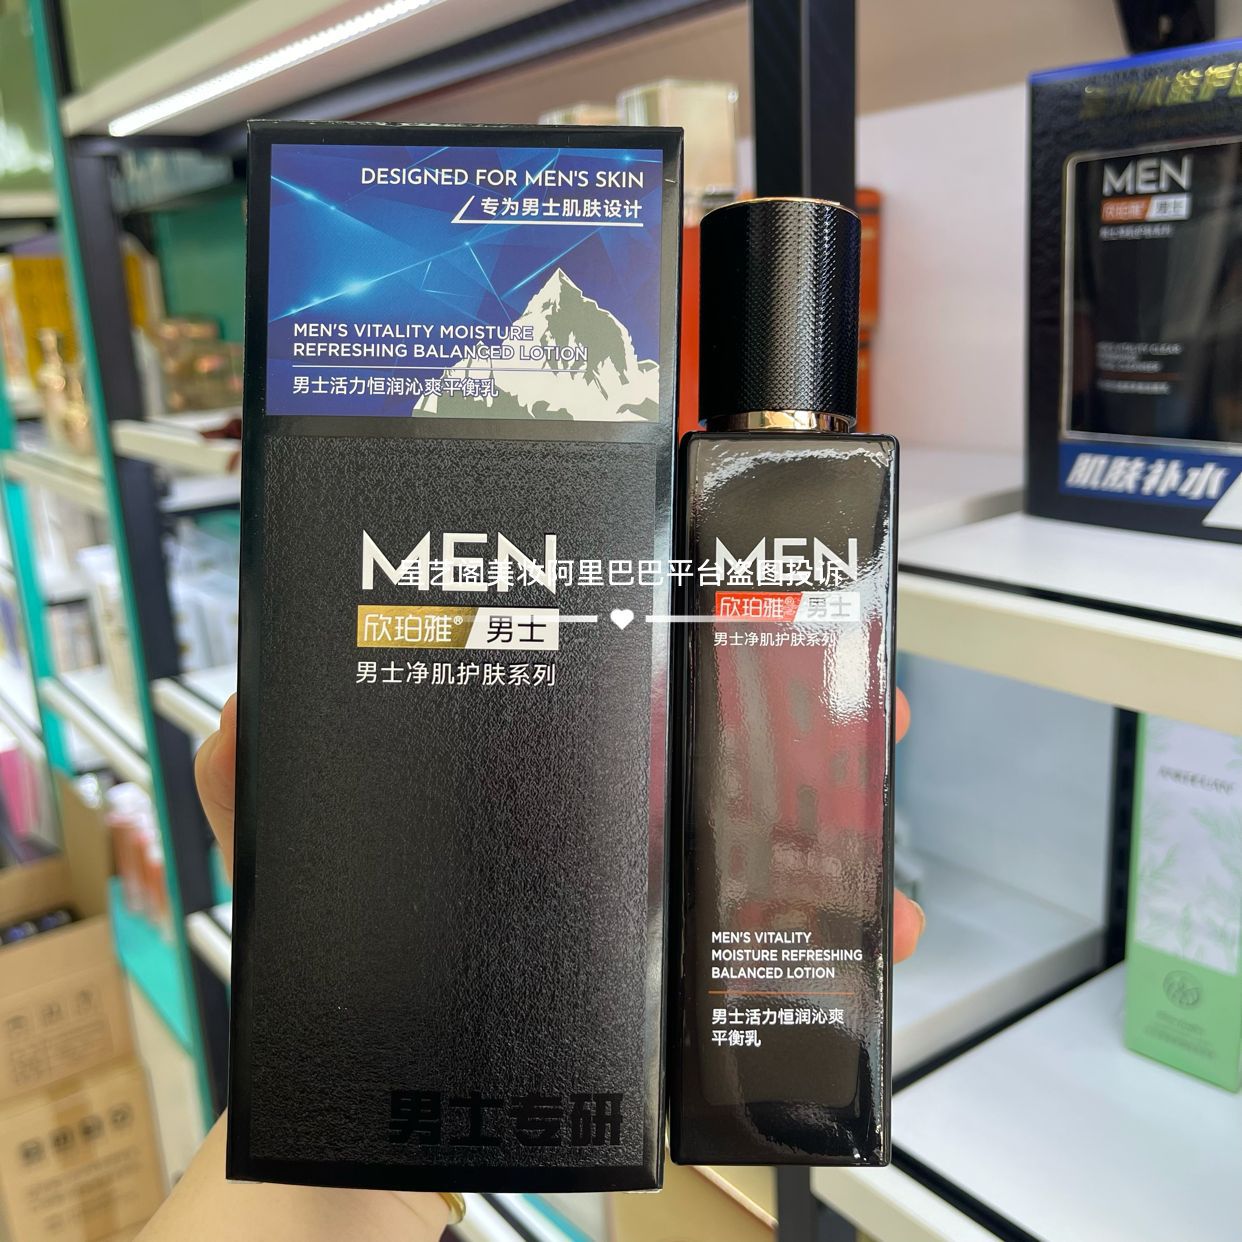 DESIGNED FOR MEN'S SKIN
专为男士肌肤设计
MEN'S VITALITY MOISTURE
REFRESHING BALANCED LOTION
男士活力恒润沁爽平衡乳
MEN
欣珀雅® 男士
男士净肌护肤系列
男士专研
MEN
欣珀雅® 男士
男士净肌护肤系列
MEN'S VITALITY
MOISTURE REFRESHING
BALANCED LOTION
男士活力恒润沁爽
平衡乳
艺阁美妆阿里巴巴平台盗图投诉
MEN
欣珀雅 男士
肌肤补水